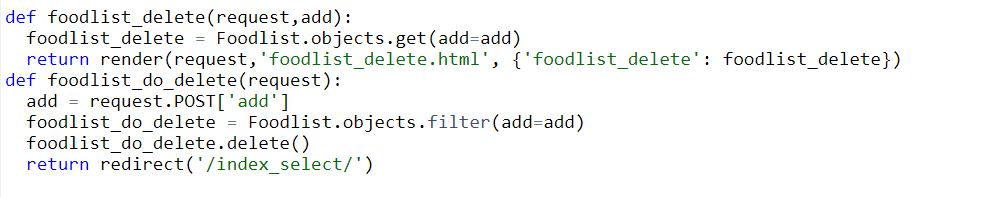 def foodlist_delete(request,add):
  foodlist_delete = Foodlist.objects.get(add=add)
  return render(request,'foodlist_delete.html', {'foodlist_delete': foodlist_delete})
def foodlist_do_delete(request):
  add = request.POST['add']
  foodlist_do_delete = Foodlist.objects.filter(add=add)
  foodlist_do_delete.delete()
  return redirect('/index_select/')